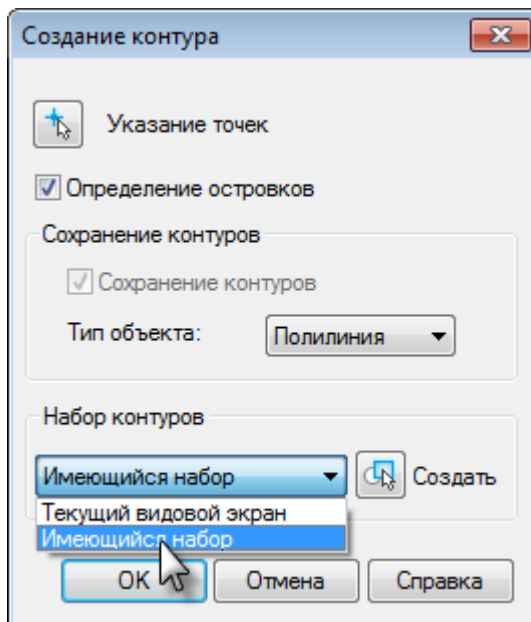 Создание контура
Указание точек
Определение островков
Сохранение контуров
Сохранение контуров
Тип объекта: Полилиния
Набор контуров
Имеющийся набор Создать
Текущий видовой экран
Имеющийся набор
ОК Отмена Справка